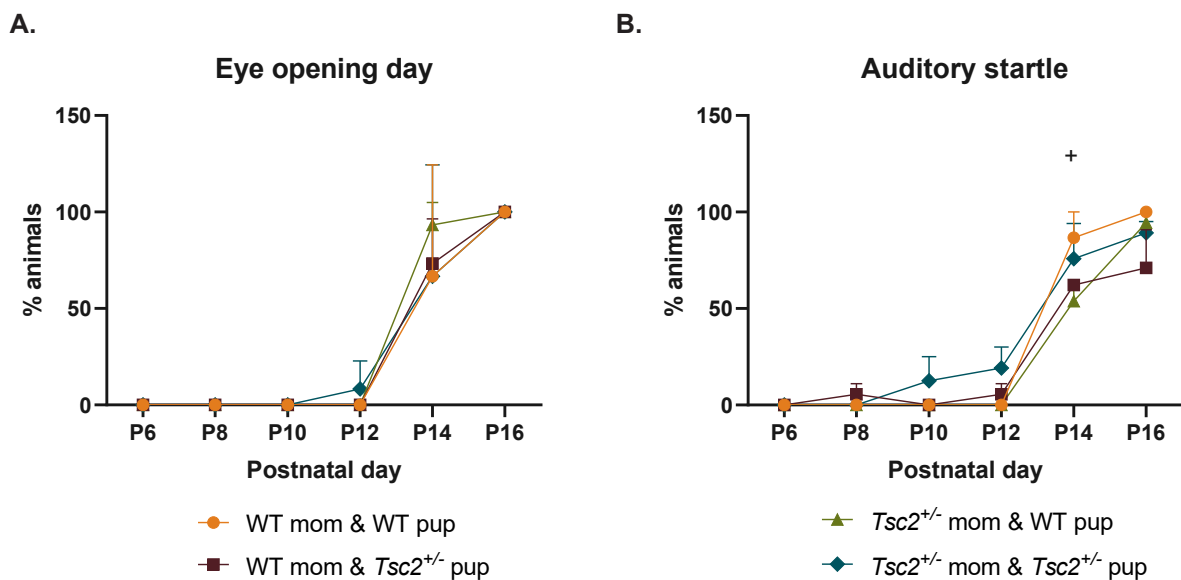 A.
Eye opening day
% animals
150
100
50
0
P6 P8 P10 P12 P14 P16
Postnatal day
WT mom & WT pup
WT mom & Tsc2+/- pup
B.
Auditory startle
% animals
150
100
50
0
+
P6 P8 P10 P12 P14 P16
Postnatal day
Tsc2+/- mom & WT pup
Tsc2+/- mom & Tsc2+/- pup